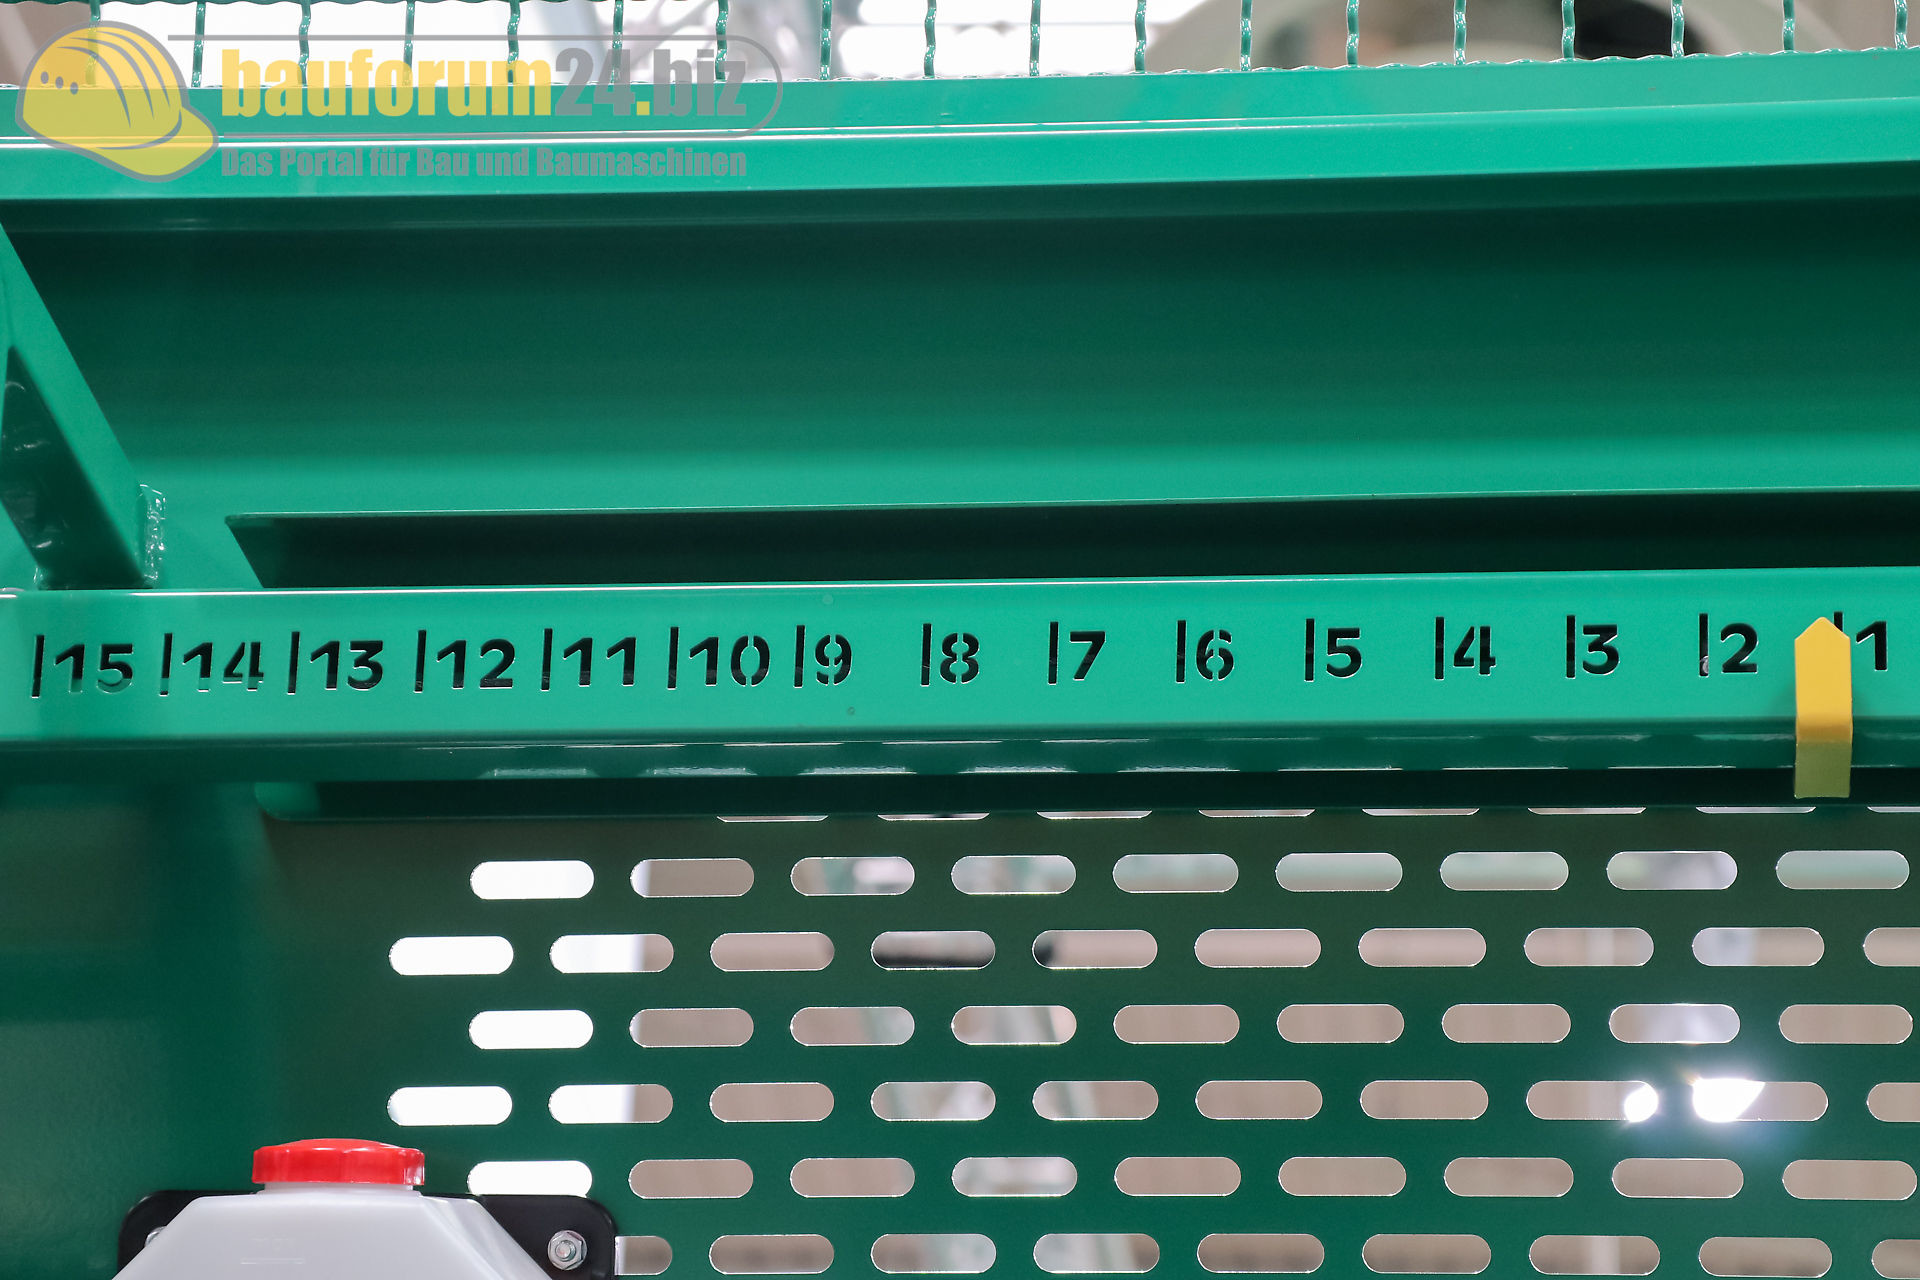 bauforum24.biz
Das Portal für Bau und Baumaschinen
|15 |14 |13 |12 |11 |10 |9 |8 |7 |6 |5 |4 |3 |2 |1